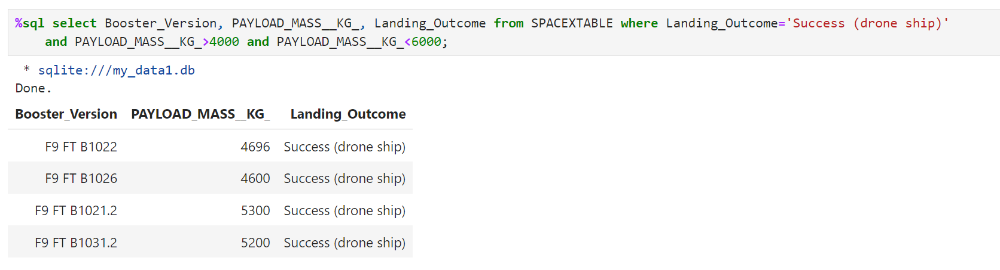 %sql select Booster_Version, PAYLOAD_MASS__KG_, Landing_Outcome from SPACEXTABLE where Landing_Outcome='Success (drone ship)'
and PAYLOAD_MASS__KG_>4000 and PAYLOAD_MASS__KG_<6000;
* sqlite:///my_data1.db
Done.
Booster_Version PAYLOAD_MASS__KG_ Landing_Outcome
F9 FT B1022 4696 Success (drone ship)
F9 FT B1026 4600 Success (drone ship)
F9 FT B1021.2 5300 Success (drone ship)
F9 FT B1031.2 5200 Success (drone ship)